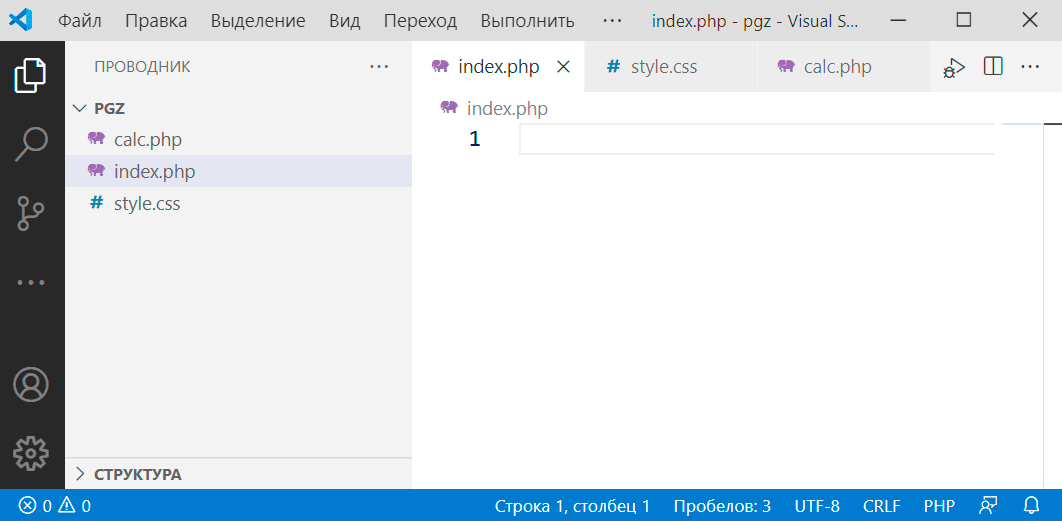 Файл Правка Выделение Вид Переход Выполнить ··· index.php - pgz - Visual S...
ПРОВОДНИК ···
PGZ
calc.php
index.php
# style.css
СТРУКТУРА
index.php # style.css calc.php ···
index.php
1
0 0 Строка 1, столбец 1 Пробелов: 3 UTF-8 CRLF PHP